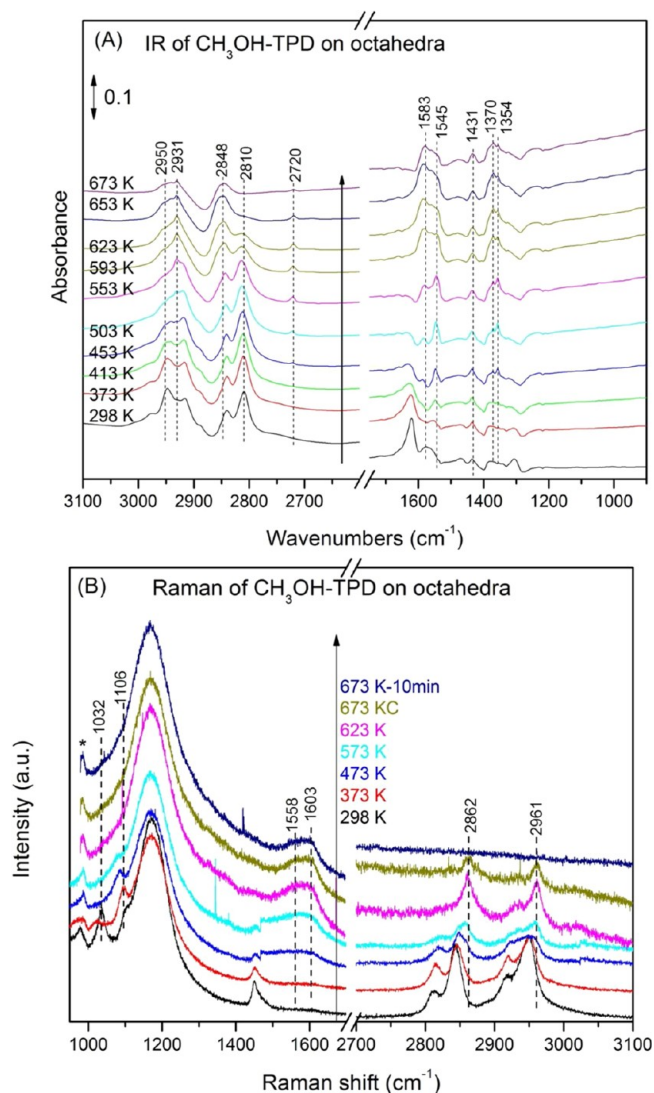 (A) IR of CH₃OH-TPD on octahedra
0.1
2950
2931
2848
2810
2720
1583
1545
1431
1370
1354
673 K
653 K
623 K
593 K
553 K
503 K
453 K
413 K
373 K
298 K
Absorbance
3100 3000 2900 2800 2700 1600 1400 1200 1000
Wavenumbers (cm⁻¹)
(B) Raman of CH₃OH-TPD on octahedra
*
1032
1106
1558
1603
673 K-10min
673 KC
623 K
573 K
473 K
373 K
298 K
2862
2961
Intensity (a.u.)
1000 1200 1400 1600 2700 2800 2900 3000 3100
Raman shift (cm⁻¹)